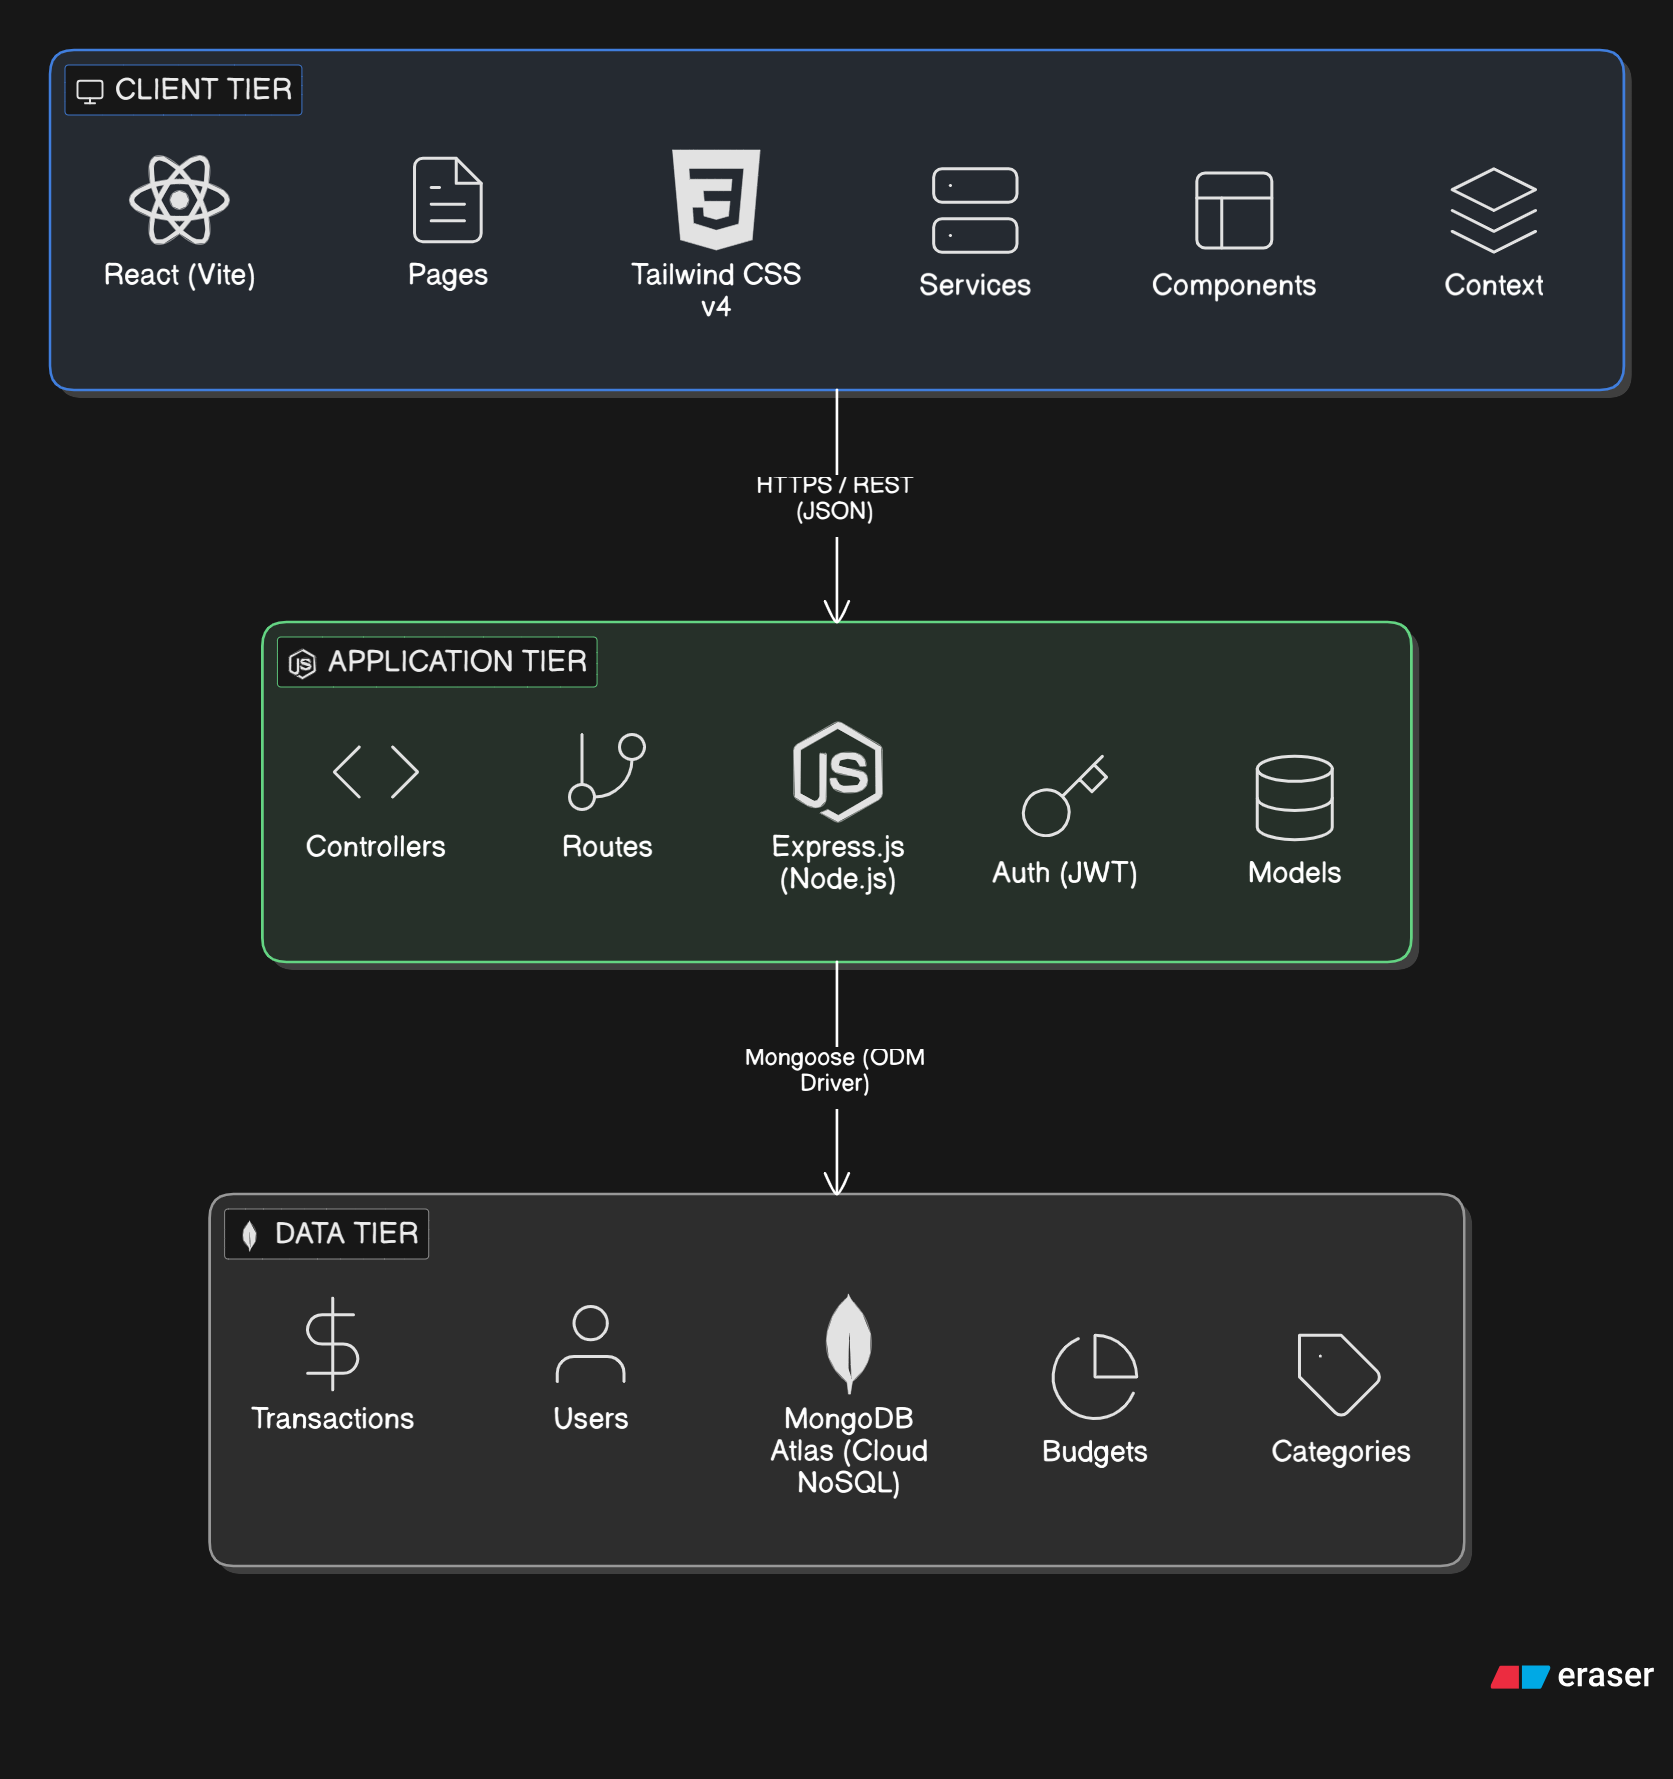 CLIENT TIER
React (Vite)
Pages
Tailwind CSS
v4
Services
Components
Context
HTTPS / REST
(JSON)
APPLICATION TIER
Controllers
Routes
Express.js
(Node.js)
Auth (JWT)
Models
Mongoose (ODM
Driver)
DATA TIER
Transactions
Users
MongoDB
Atlas (Cloud
NoSQL)
Budgets
Categories
eraser